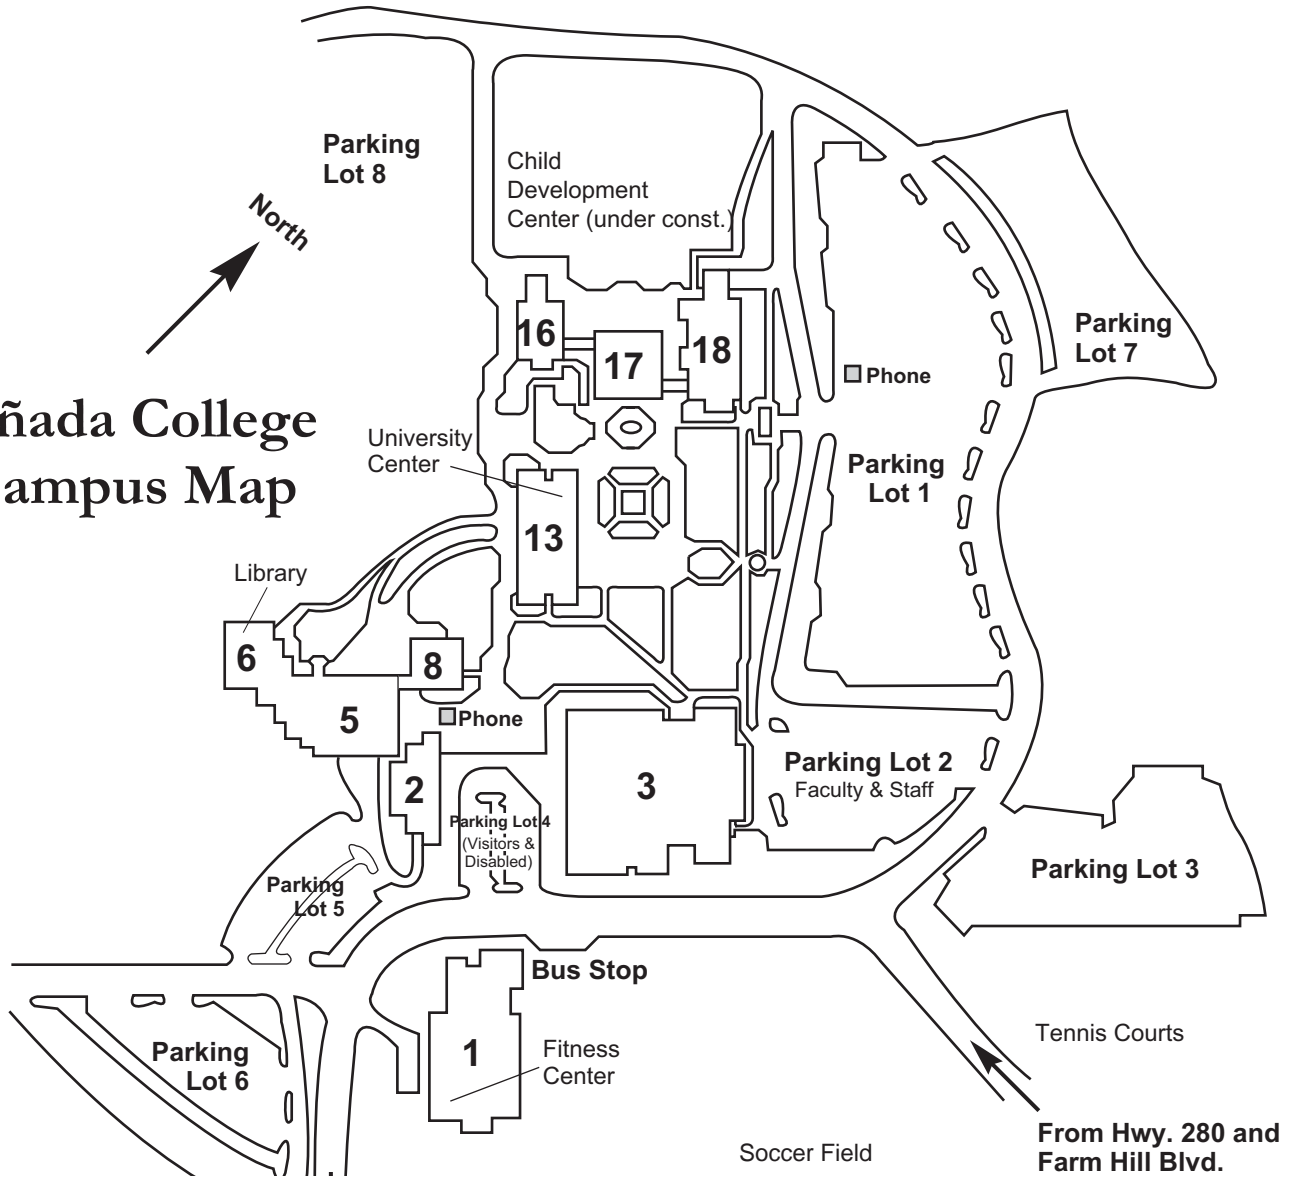 Parking
Lot 8
Child
Development
Center (under const.)
North
16
17
18
Parking
Lot 7
Phone
ñada College
ampus Map
University
Center
Parking
Lot 1
13
Library
6
8
5
Phone
2
3
Parking Lot 2
Faculty & Staff
Parking Lot 4
(Visitors &
Disabled)
Parking Lot 3
Parking
Lot 5
Bus Stop
1
Fitness
Center
Parking
Lot 6
Tennis Courts
Soccer Field
From Hwy. 280 and
Farm Hill Blvd.